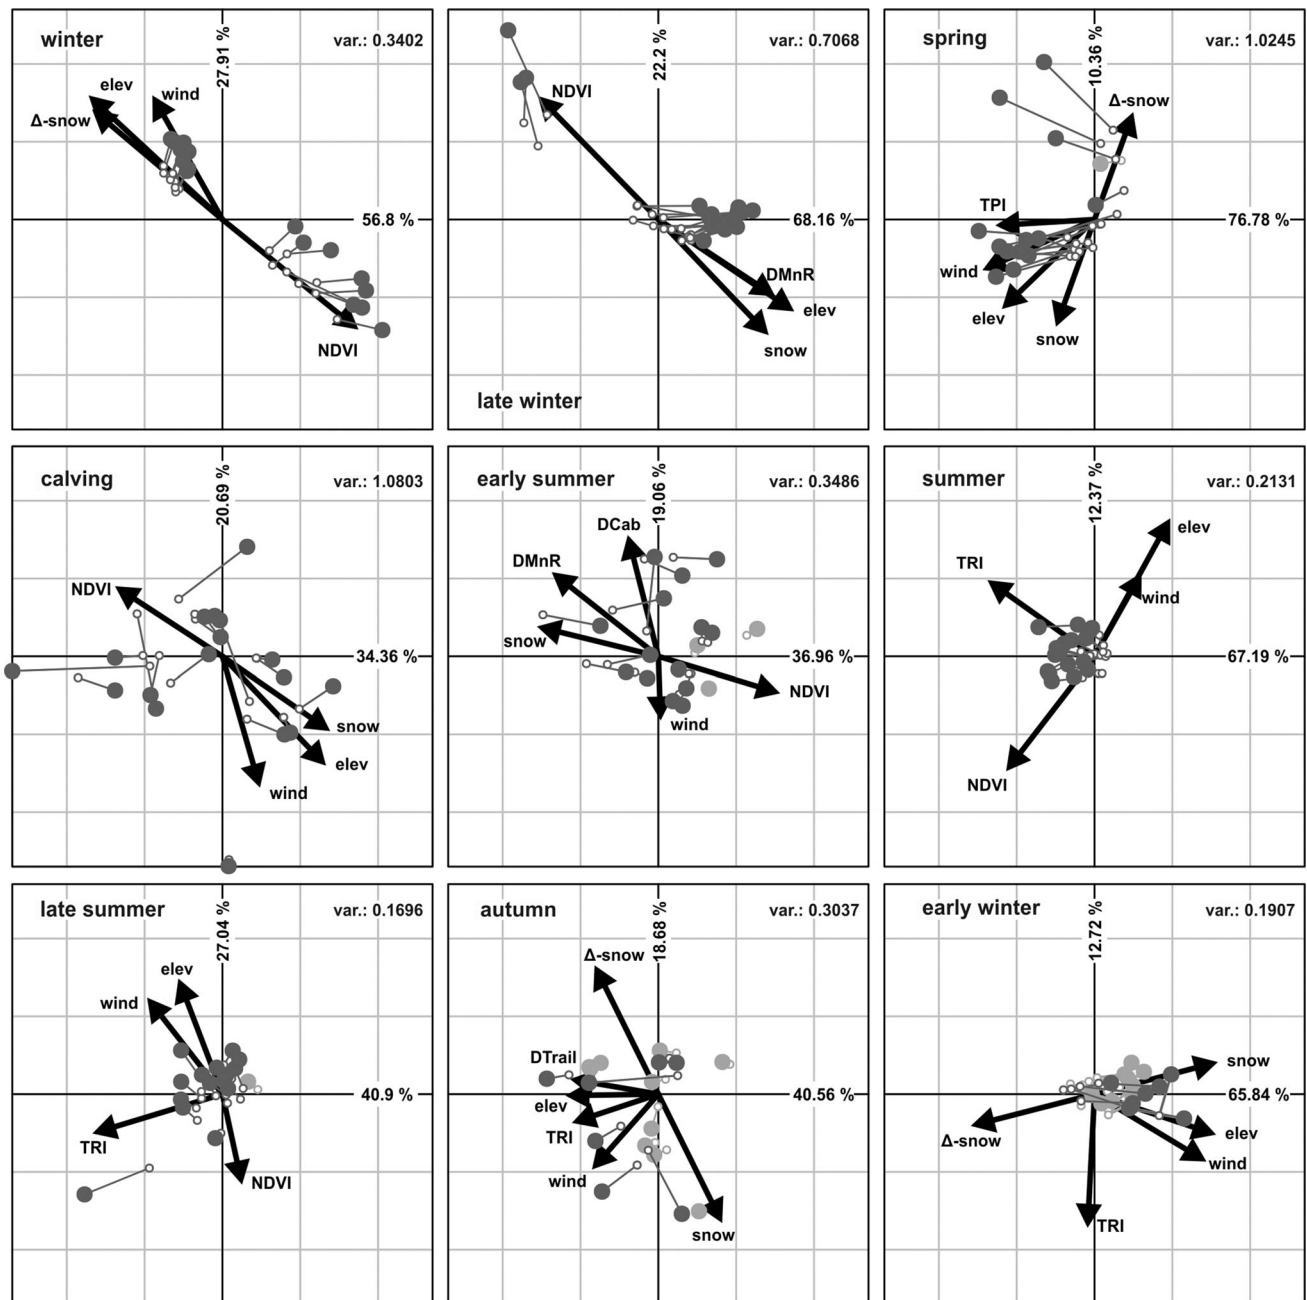 winter
27.91 %
var.: 0.3402
elev
wind
Δ-snow
56.8 %
NDVI
22.2 %
var.: 0.7068
NDVI
68.16 %
DMnR
elev
snow
late winter
spring
10.36 %
var.: 1.0245
Δ-snow
TPI
76.78 %
wind
elev
snow
calving
20.69 %
var.: 1.0803
NDVI
34.36 %
snow
elev
wind
early summer
19.06 %
var.: 0.3486
DCab
DMnR
snow
36.96 %
NDVI
wind
summer
12.37 %
var.: 0.2131
elev
TRI
wind
67.19 %
NDVI
late summer
27.04 %
var.: 0.1696
elev
wind
40.9 %
TRI
NDVI
autumn
18.68 %
var.: 0.3037
Δ-snow
DTrail
elev
40.56 %
TRI
wind
snow
early winter
12.72 %
var.: 0.1907
snow
65.84 %
Δ-snow
elev
wind
TRI